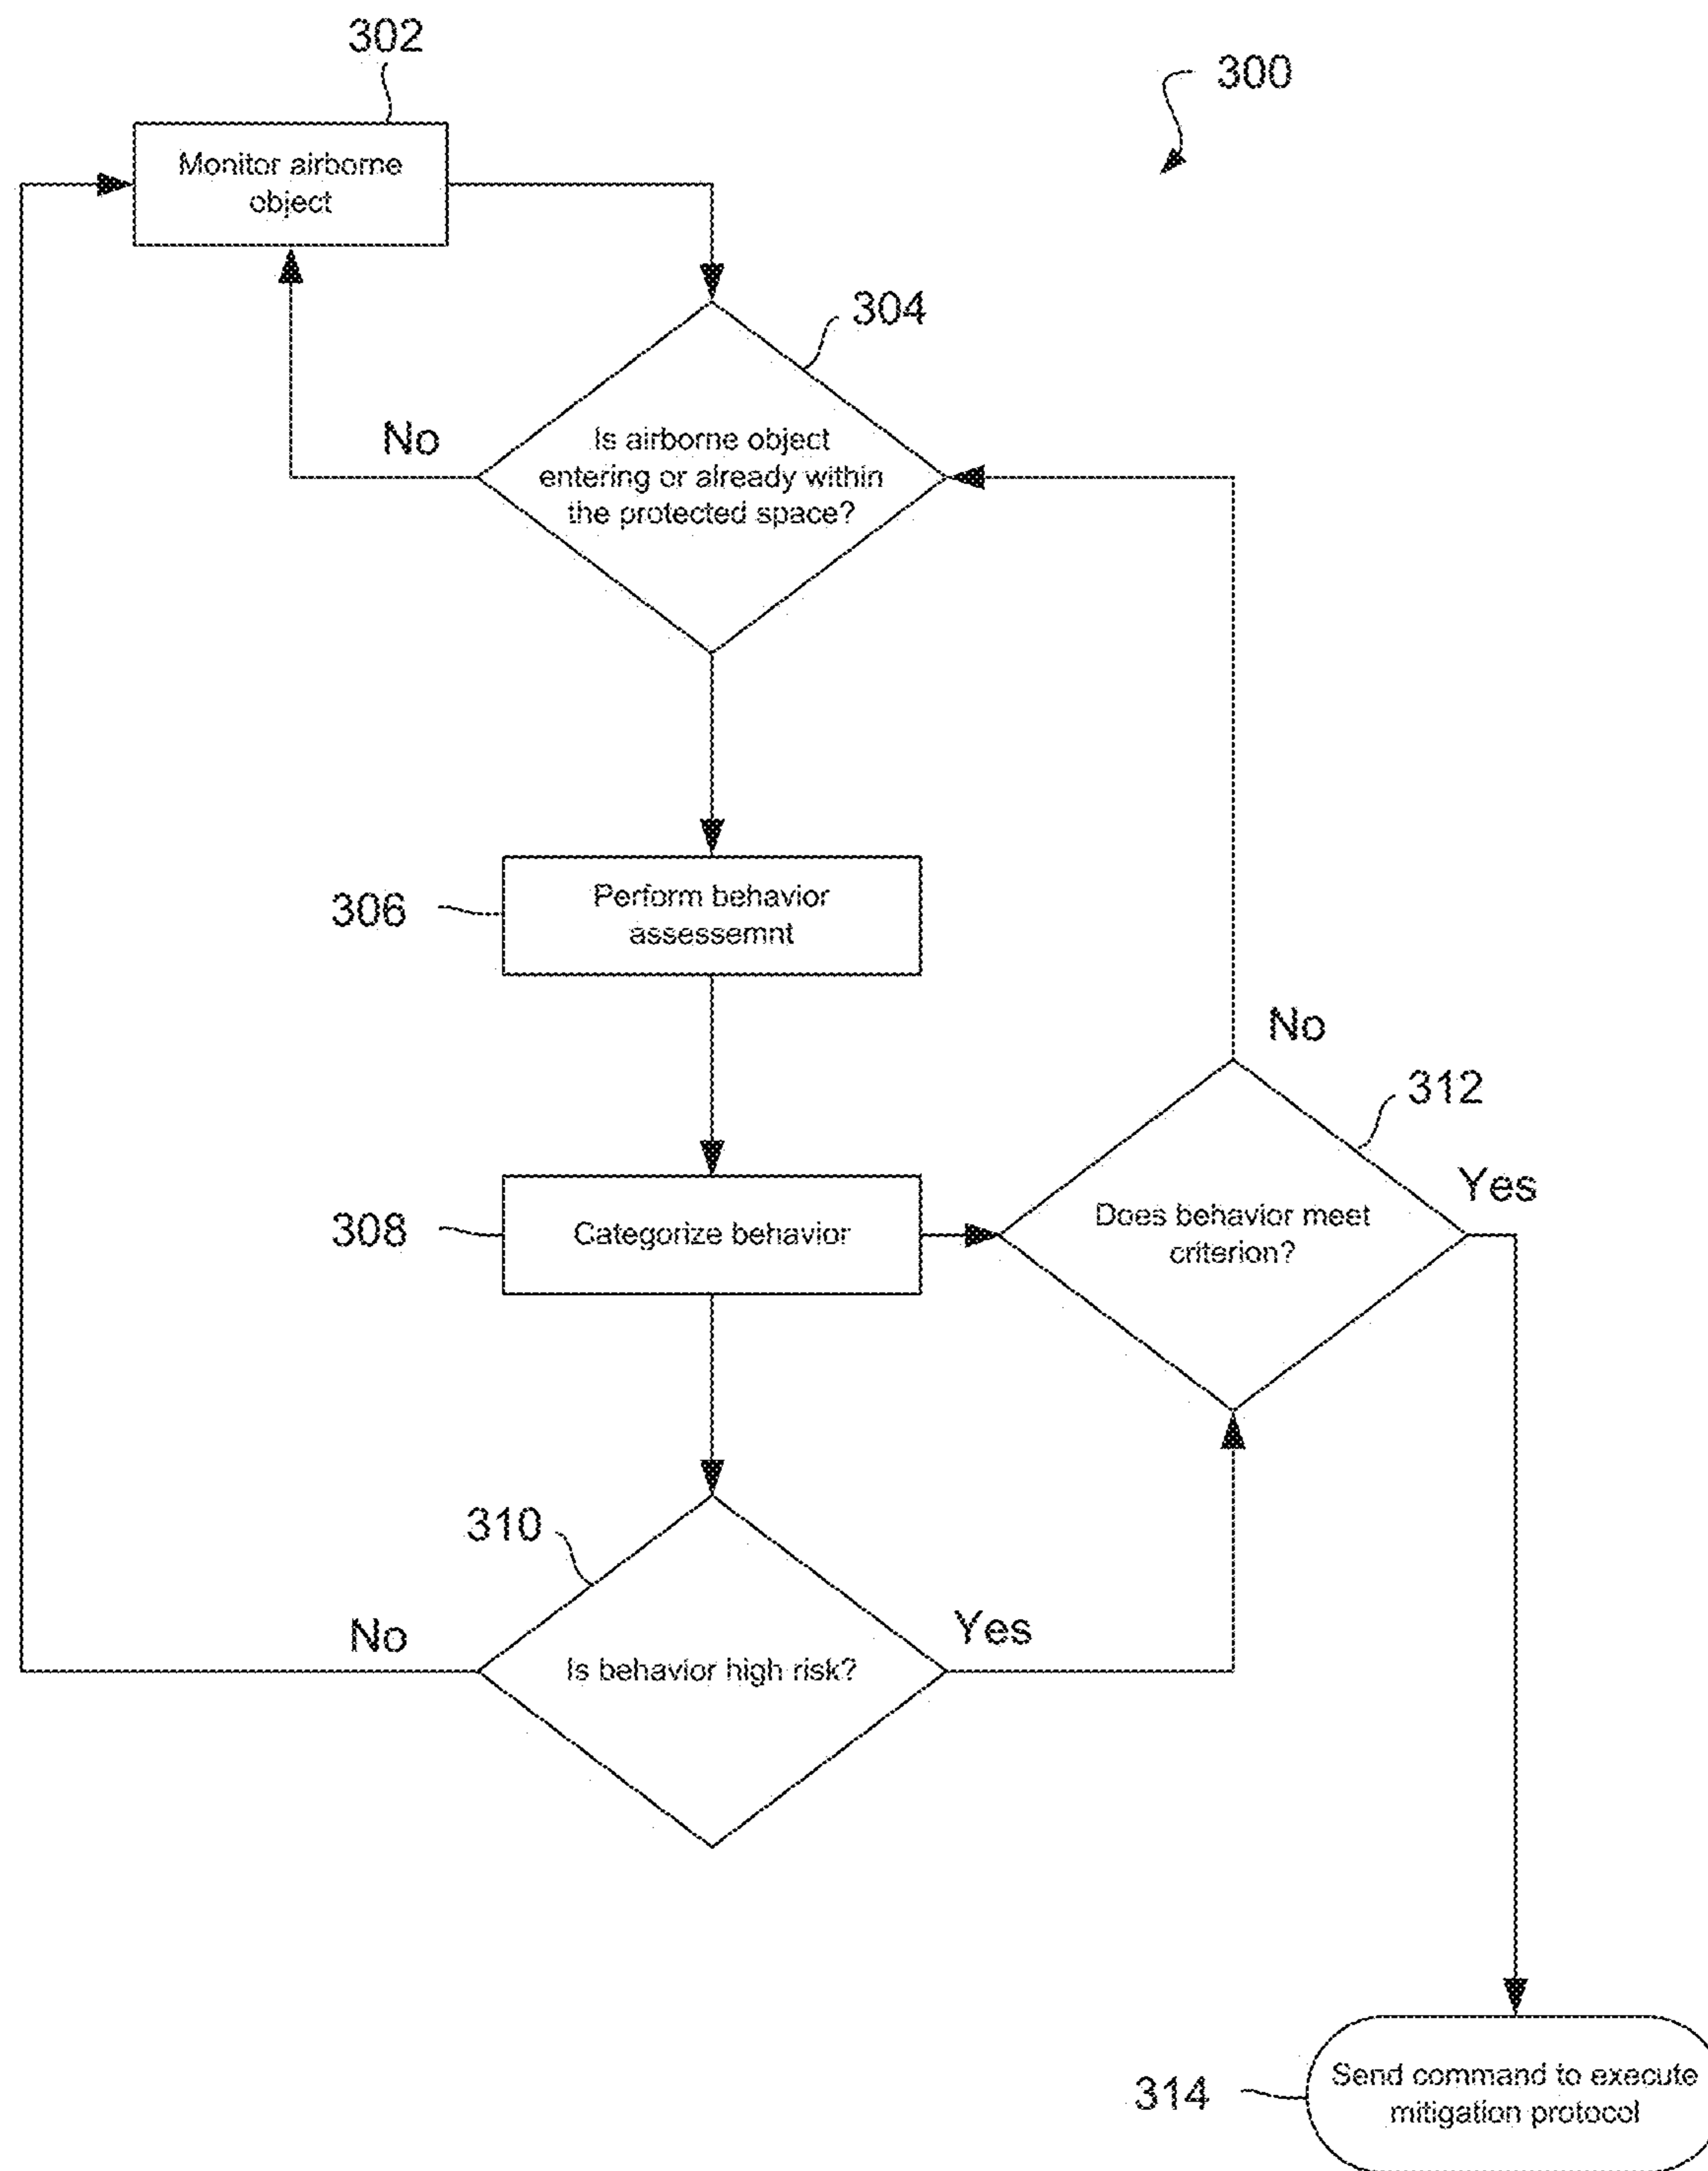 302
300
Monitor airborne
object
304
No
Is airborne object
entering or already within
the protected space?
306
Perform behavior
assessemnt
No
312
Yes
308
Categorize behavior
Does behavior meet
criterion?
310
No
Yes
Is behavior high risk?
314
Send command to execute
mitigation protocol